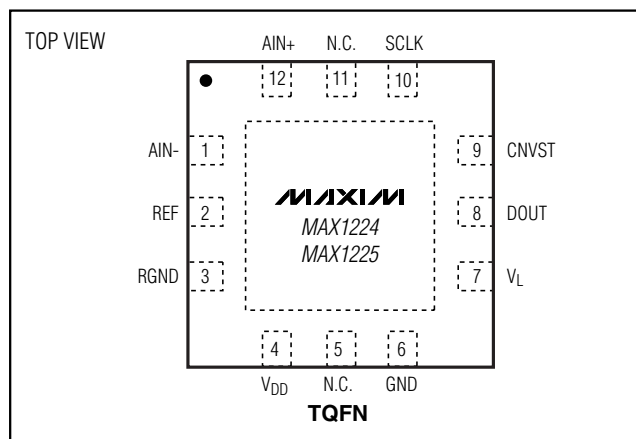 TOP VIEW
AIN+ N.C. SCLK
12 11 10
AIN- 1 9 CNVST
MAXIM
REF 2 MAX1224 8 DOUT
MAX1225
RGND 3 7 VL
4 5 6
VDD N.C. GND
TQFN